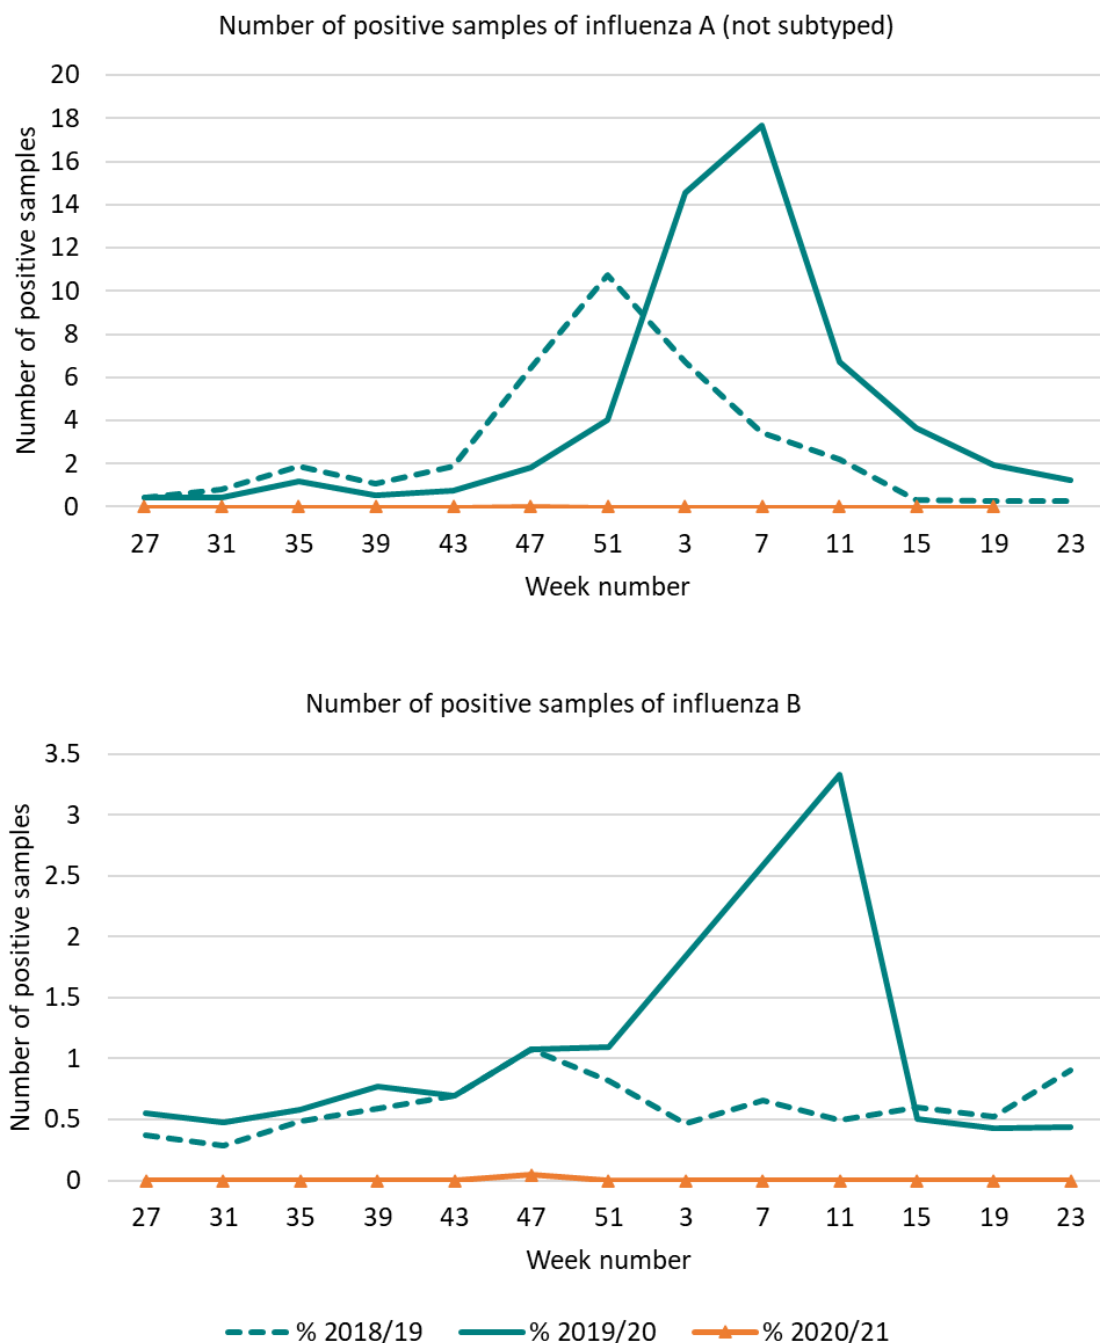 Number of positive samples of influenza A (not subtyped)
Number of positive samples
20
18
16
14
12
10
8
6
4
2
0
27 31 35 39 43 47 51 3 7 11 15 19 23
Week number
Number of positive samples of influenza B
Number of positive samples
3.5
3
2.5
2
1.5
1
0.5
0
27 31 35 39 43 47 51 3 7 11 15 19 23
Week number
% 2018/19 % 2019/20 % 2020/21